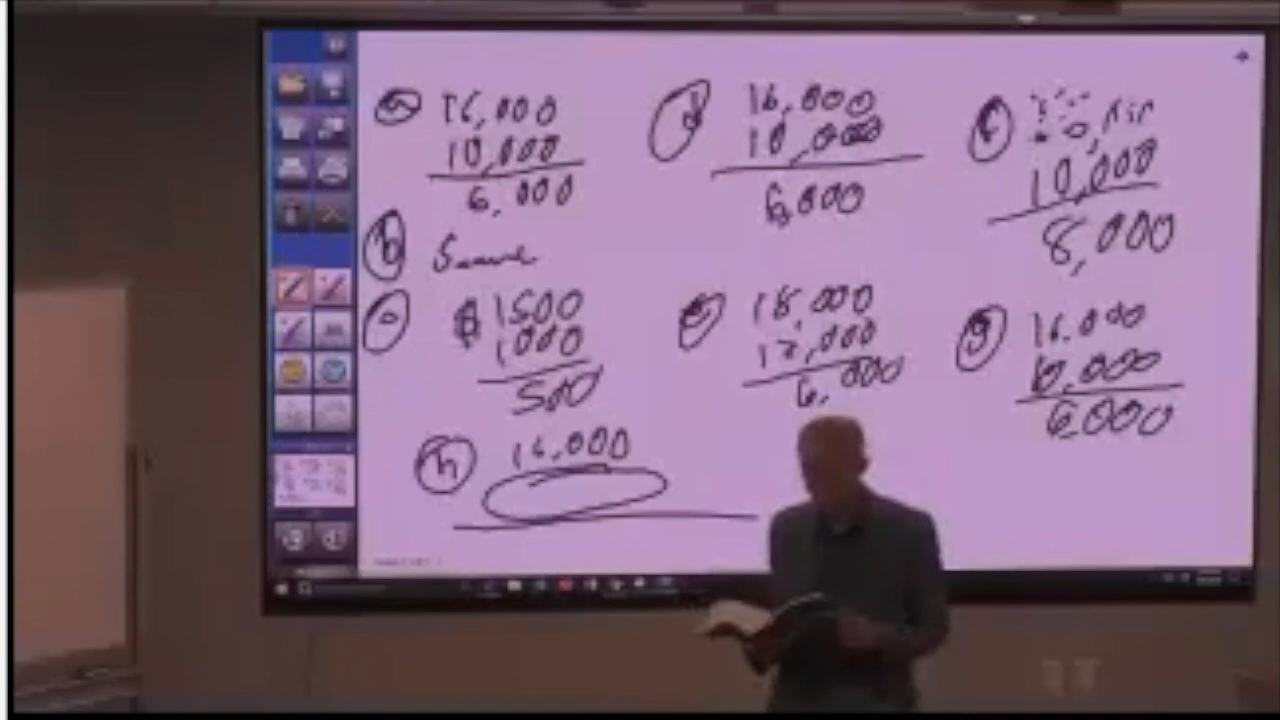 a 16,000
10,000
6,000
b Same
c $1500
1000
500
d 16,000
10,000
6,000
e 18,000
12,000
6,000
f
10,000
8,000
g 16.000
10,000
6,000
h 16,000